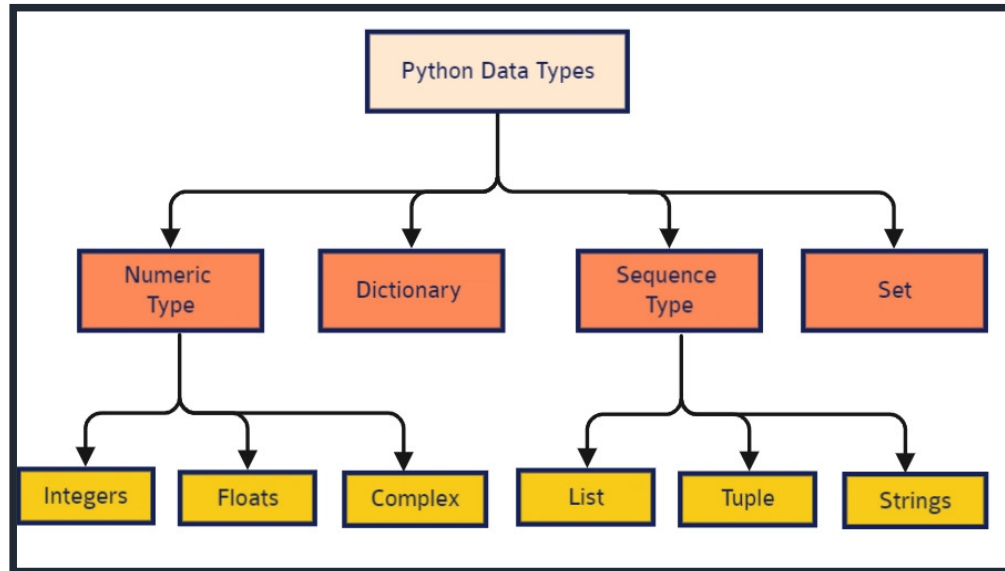 Python Data Types
Numeric
Type
Dictionary
Sequence
Type
Set
Integers
Floats
Complex
List
Tuple
Strings